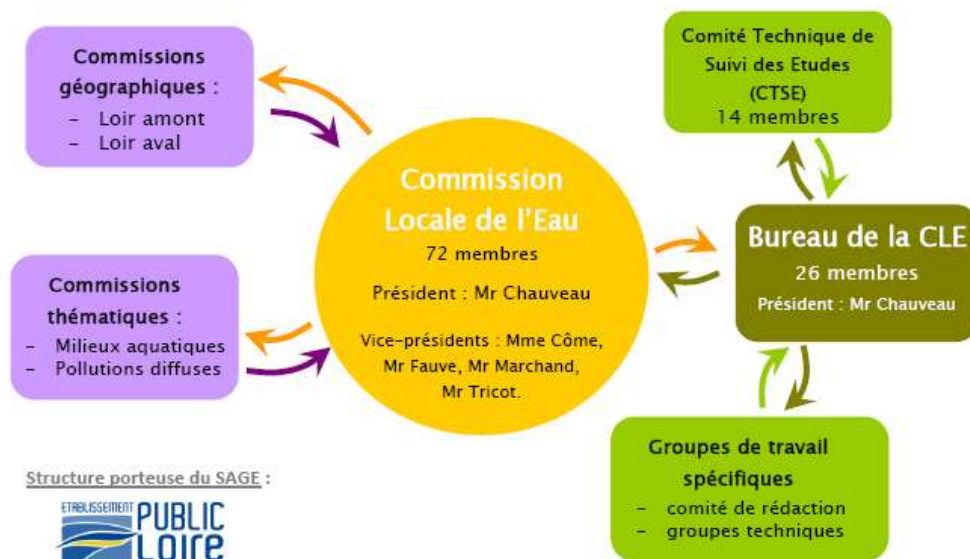 Commissions
géographiques :
- Loir amont
- Loir aval
Comité Technique de
Suivi des Etudes
(CTSE)
14 membres
Commission
Locale de l'Eau
72 membres
Président : Mr Chauveau
Vice-présidents : Mme Côme,
Mr Fauve, Mr Marchand,
Mr Tricot.
Bureau de la CLE
26 membres
Président : Mr Chauveau
Commissions
thématiques :
- Milieux aquatiques
- Pollutions diffuses
Groupes de travail
spécifiques
- comité de rédaction
- groupes techniques
Structure porteuse du SAGE :
ETABLISSEMENT PUBLIC
LOIRE